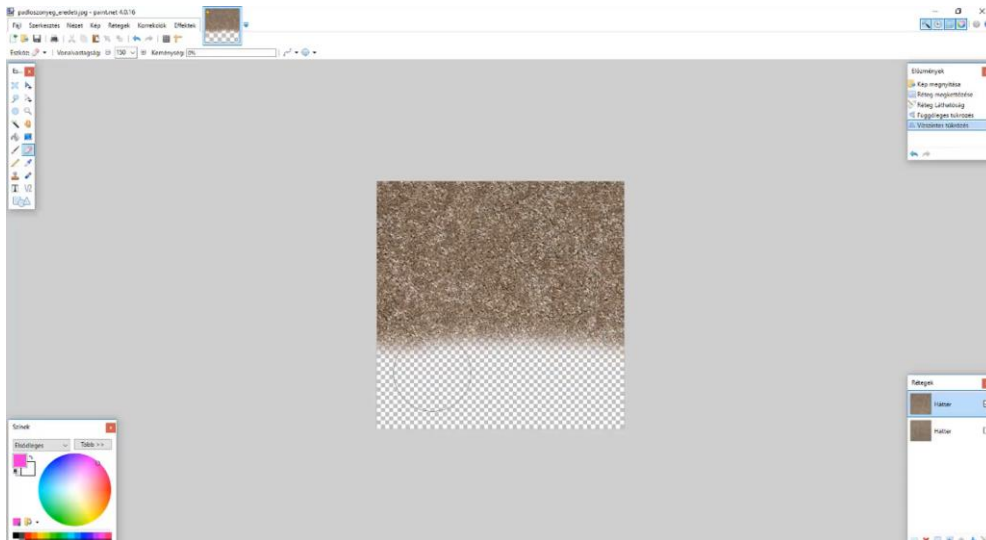 padloszonyeg_eredeti.jpg - paint.net 4.0.16
Fájl Szerkesztés Nézet Kép Rétegek Korrekciók Effektek
Eszköz Vonalvastagság 150 Keménység 0%
Es...
Előzmények
Kép megnyitása
Réteg megkettőzése
Réteg Láthatóság
Függőleges tükrözés
Vízszintes tükrözés
Rétegek
Háttér
Háttér
Színek
Elsődleges Több >>